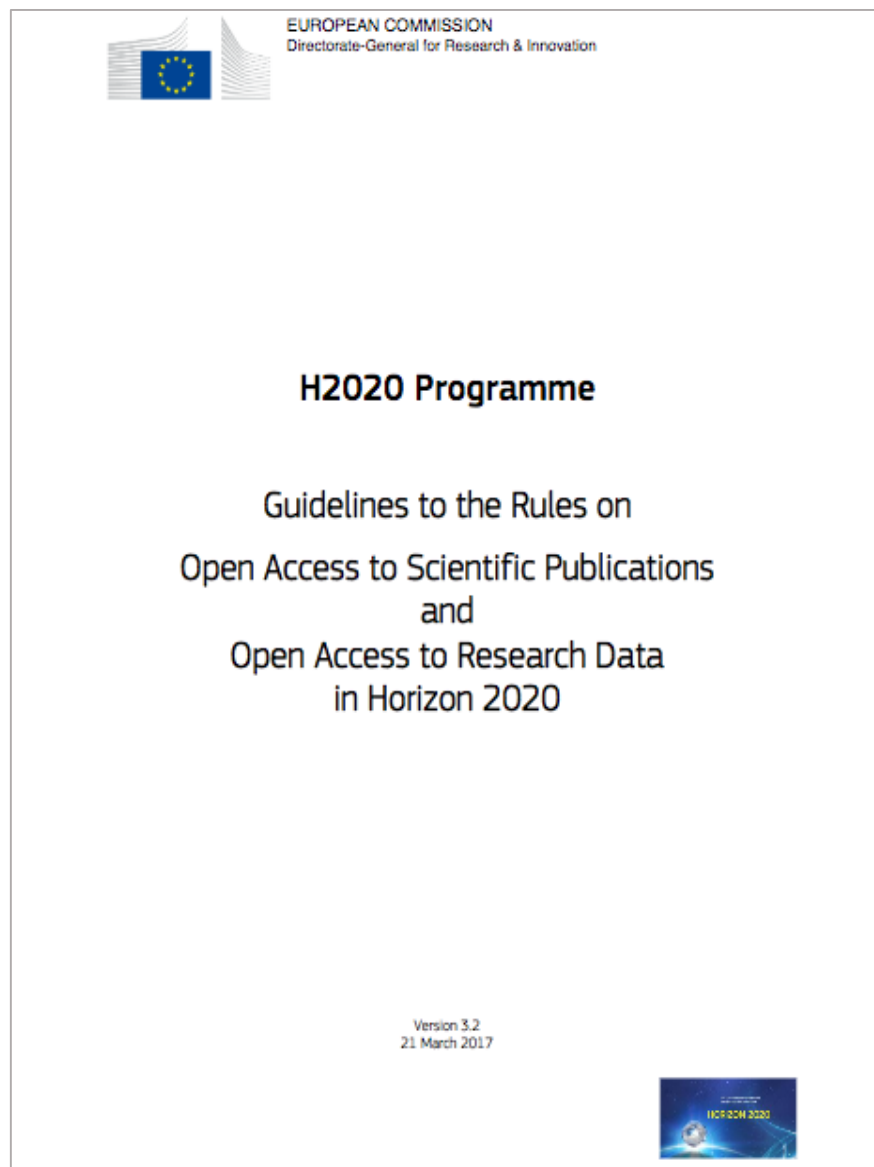 EUROPEAN COMMISSION
Directorate-General for Research & Innovation
H2020 Programme
Guidelines to the Rules on
Open Access to Scientific Publications
and
Open Access to Research Data
in Horizon 2020
Version 3.2
21 March 2017
HORIZON 2020